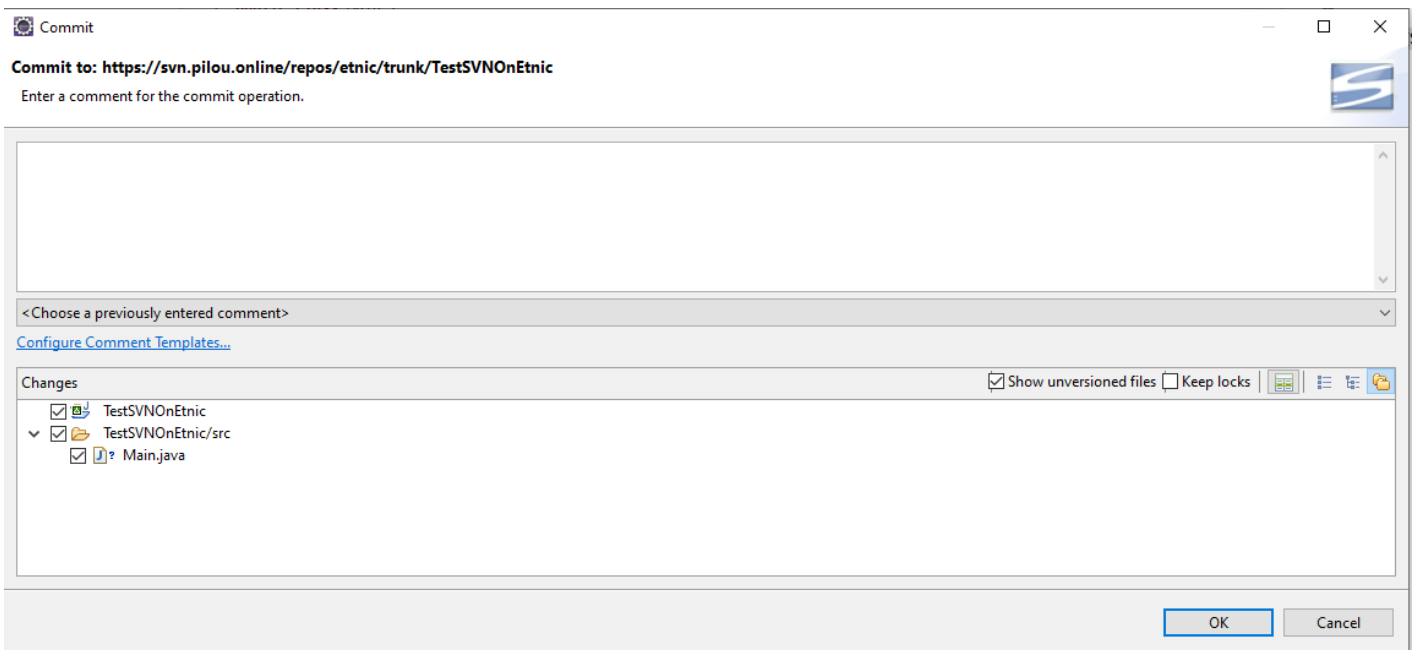 Commit
Commit to: https://svn.pilou.online/repos/etnic/trunk/TestSVNOnEtnic
Enter a comment for the commit operation.
<Choose a previously entered comment>
Configure Comment Templates...
Changes
Show unversioned files Keep locks
TestSVNOnEtnic
TestSVNOnEtnic/src
Main.java
OK Cancel